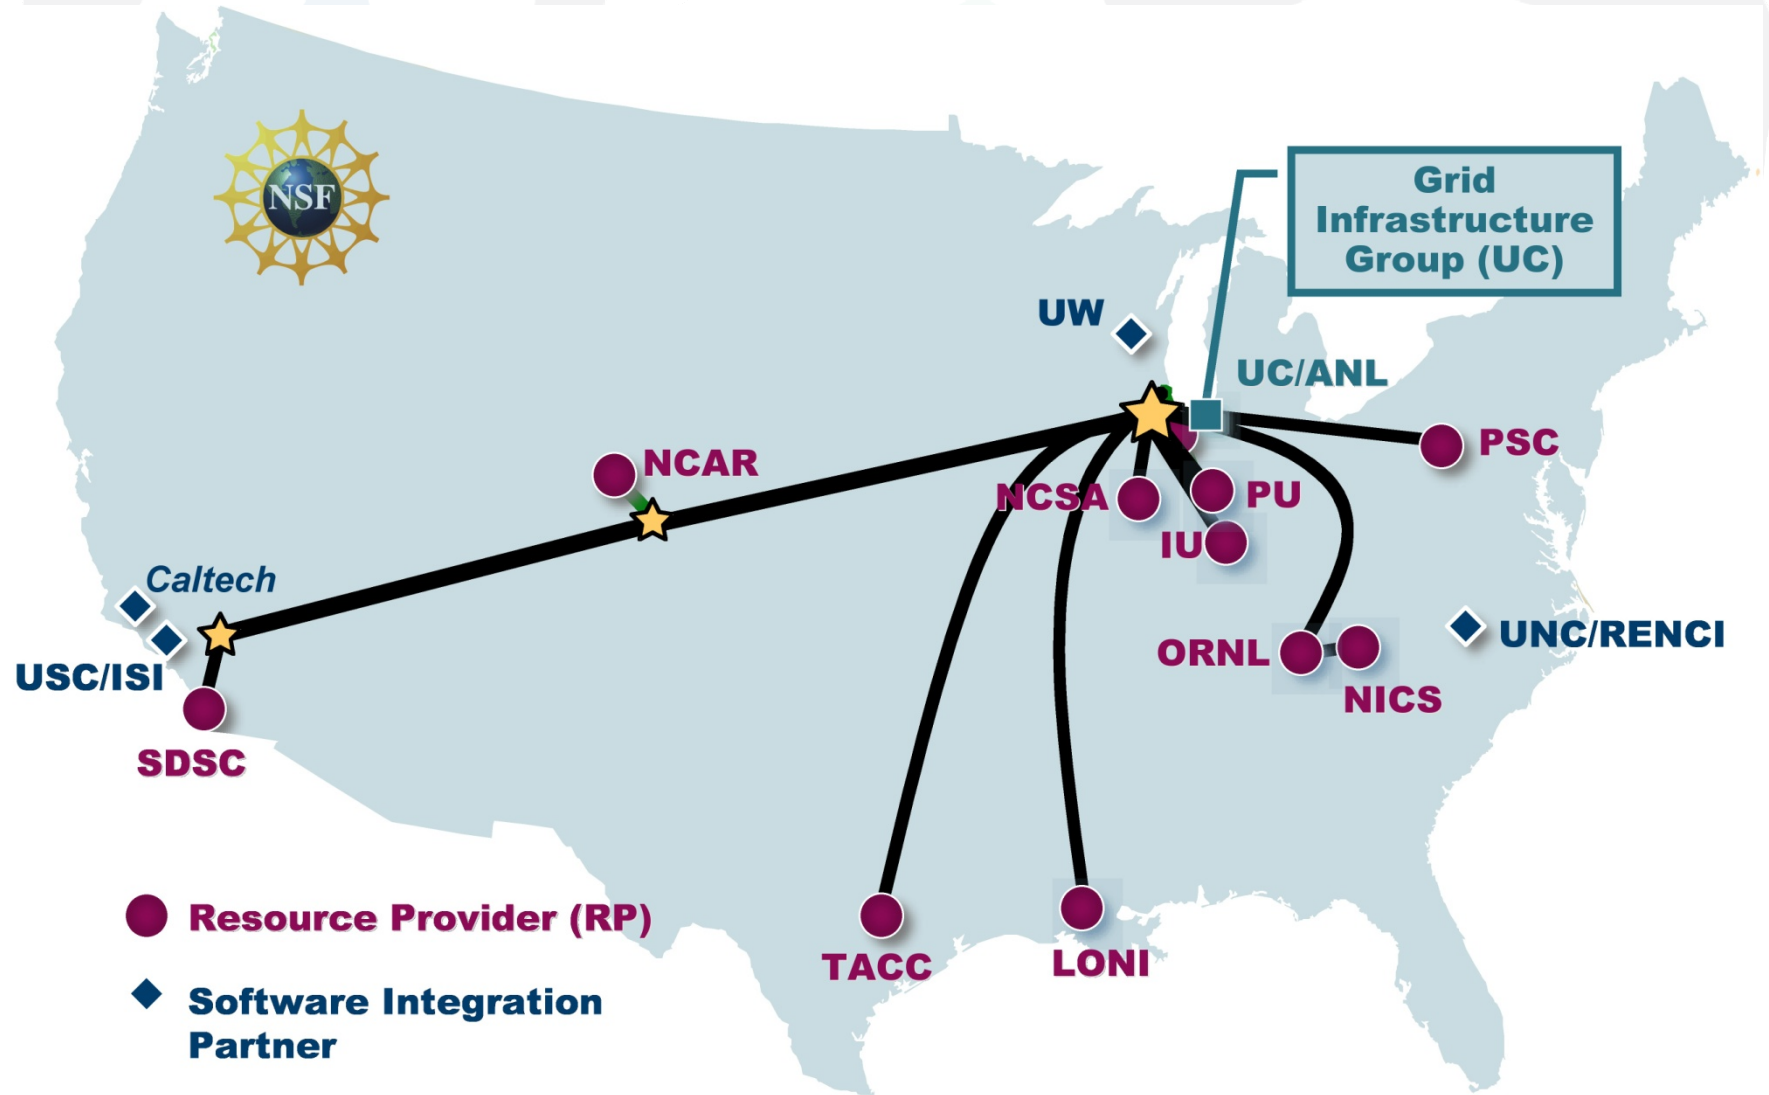 NSF
Grid
Infrastructure
Group (UC)
UW
UC/ANL
PSC
NCAR
NCSA
PU
IU
Caltech
USC/ISI
UNC/RENCI
ORNL
NICS
SDSC
Resource Provider (RP)
TACC
LONI
Software Integration
Partner